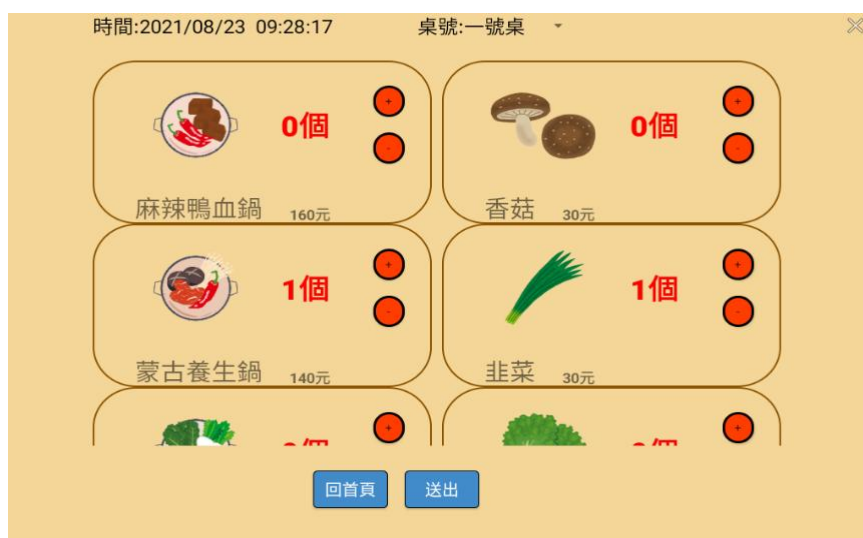 時間:2021/08/23 09:28:17 桌號:一號桌
0個 +
-
麻辣鴨血鍋 160元
0個 +
-
香菇 30元
1個 +
-
蒙古養生鍋 140元
1個 +
-
韭菜 30元
+
+
回首頁 送出